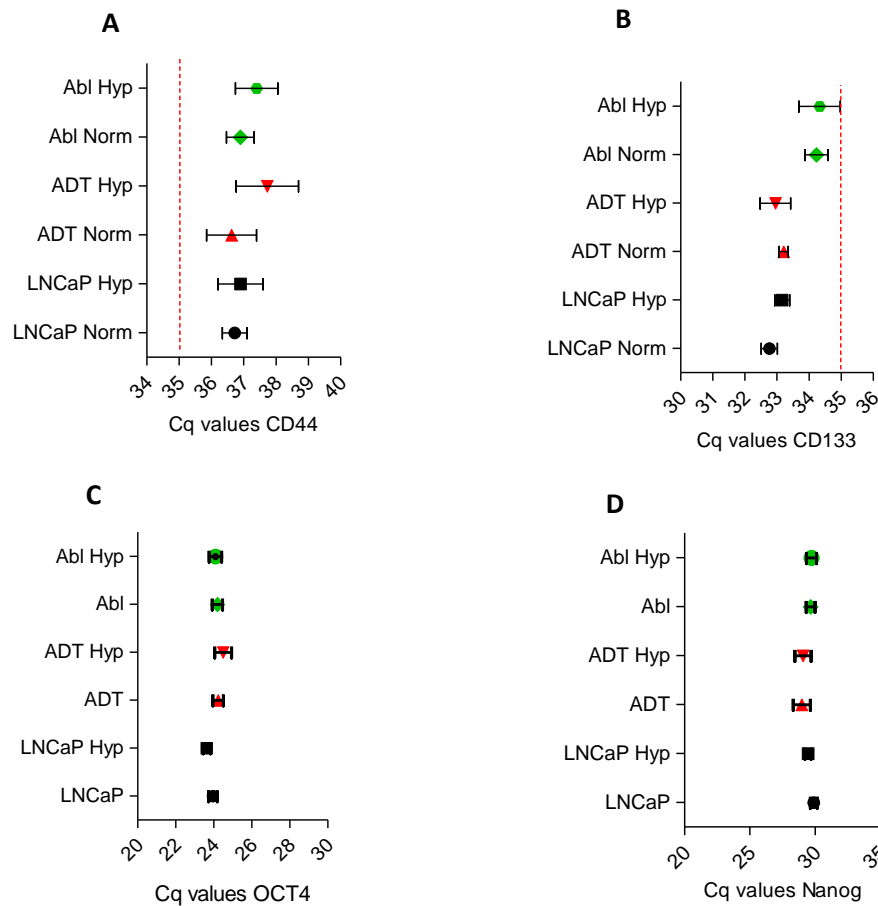 A
Abl Hyp
Abl Norm
ADT Hyp
ADT Norm
LNCaP Hyp
LNCaP Norm
34 35 36 37 38 39 40
Cq values CD44
B
Abl Hyp
Abl Norm
ADT Hyp
ADT Norm
LNCaP Hyp
LNCaP Norm
30 31 32 33 34 35 36
Cq values CD133
C
Abl Hyp
Abl
ADT Hyp
ADT
LNCaP Hyp
LNCaP
20 22 24 26 28 30
Cq values OCT4
D
Abl Hyp
Abl
ADT Hyp
ADT
LNCaP Hyp
LNCaP
20 25 30 35
Cq values Nanog